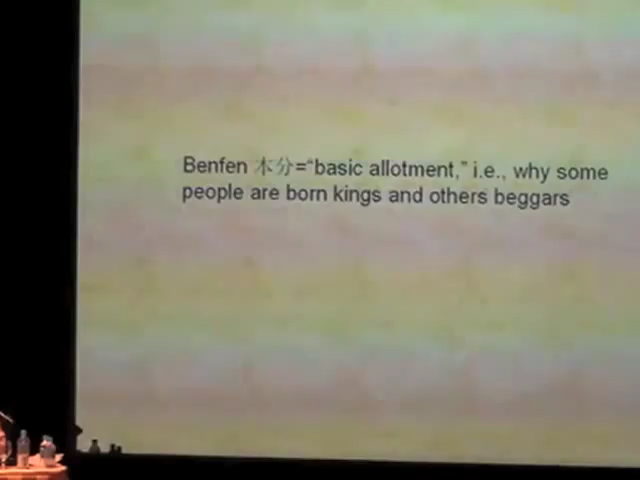 Benfen 本分=“basic allotment,” i.e., why some
people are born kings and others beggars